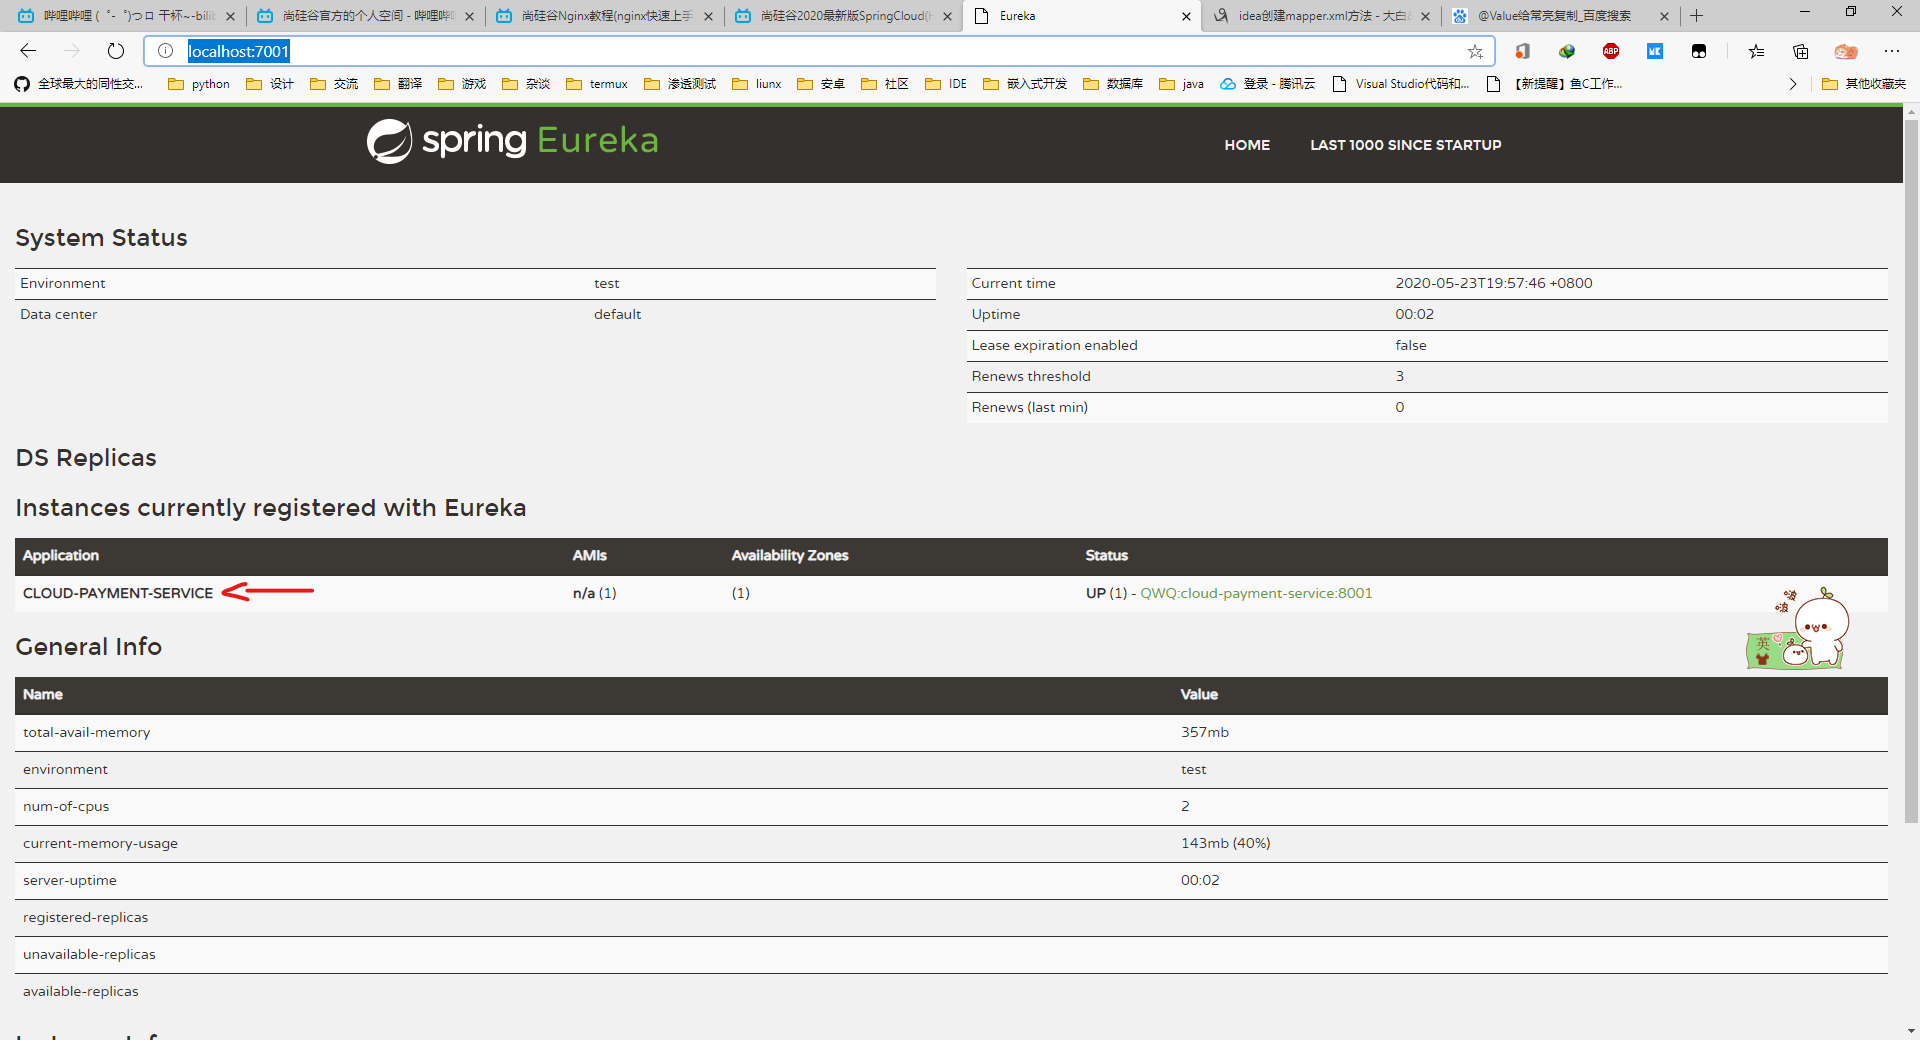 哔哩哔哩 ( ゜- ゜)つロ 干杯~-bilib
尚硅谷官方的个人空间 - 哔哩哔哩
尚硅谷Nginx教程(nginx快速上手
尚硅谷2020最新版SpringCloud(H
Eureka
idea创建mapper.xml方法 - 大白
@Value给常亮复制_百度搜索
localhost:7001
ABP
全球最大的同性交...
python
设计
交流
翻译
游戏
杂谈
termux
渗透测试
liunx
安卓
社区
IDE
嵌入式开发
数据库
java
登录 - 腾讯云
Visual Studio代码和...
【新提醒】鱼C工作...
其他收藏夹
spring Eureka
HOME
LAST 1000 SINCE STARTUP
System Status
Environment test
Data center default
Current time 2020-05-23T19:57:46 +0800
Uptime 00:02
Lease expiration enabled false
Renews threshold 3
Renews (last min) 0
DS Replicas
Instances currently registered with Eureka
Application AMIs Availability Zones Status
CLOUD-PAYMENT-SERVICE n/a (1) (1) UP (1) - QWQ:cloud-payment-service:8001
波
波
英
General Info
Name Value
total-avail-memory 357mb
environment test
num-of-cpus 2
current-memory-usage 143mb (40%)
server-uptime 00:02
registered-replicas
unavailable-replicas
available-replicas